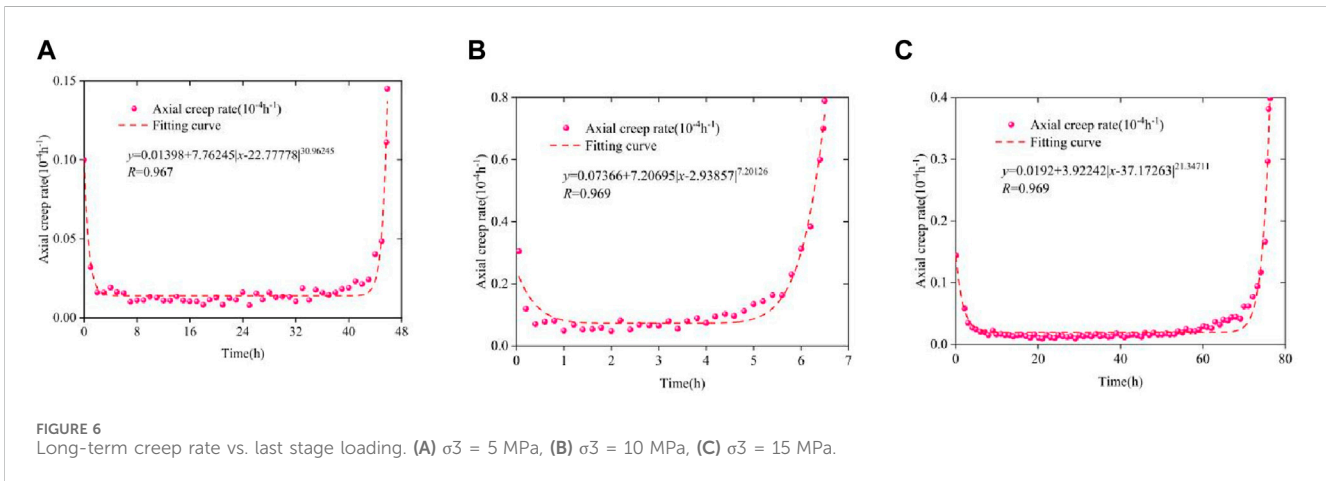 A
0.15
0.10
0.05
0.00
Axial creep rate(10⁻⁴h⁻¹)
Axial creep rate(10⁻⁴h⁻¹)
Fitting curve
y=0.01398+7.76245|x-22.77778|³⁰·⁹⁶²⁴⁵
R=0.967
0 8 16 24 32 40 48
Time(h)
B
0.8
0.6
0.4
0.2
0.0
Axial creep rate(10⁻⁴h⁻¹)
Axial creep rate(10⁻⁴h⁻¹)
Fitting curve
y=0.07366+7.20695|x-2.93857|⁷·²⁰¹²⁶
R=0.969
0 1 2 3 4 5 6 7
Time(h)
C
0.4
0.3
0.2
0.1
0.0
Axial creep rate(10⁻⁴h⁻¹)
Axial creep rate(10⁻⁴h⁻¹)
Fitting curve
y=0.0192+3.92242|x-37.17263|²¹·³⁴⁷¹¹
R=0.969
0 20 40 60 80
Time(h)
FIGURE 6
Long-term creep rate vs. last stage loading. (A) σ3 = 5 MPa, (B) σ3 = 10 MPa, (C) σ3 = 15 MPa.